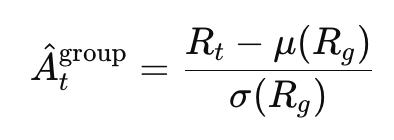 Â_t^group = (R_t − μ(R_g)) / σ(R_g)